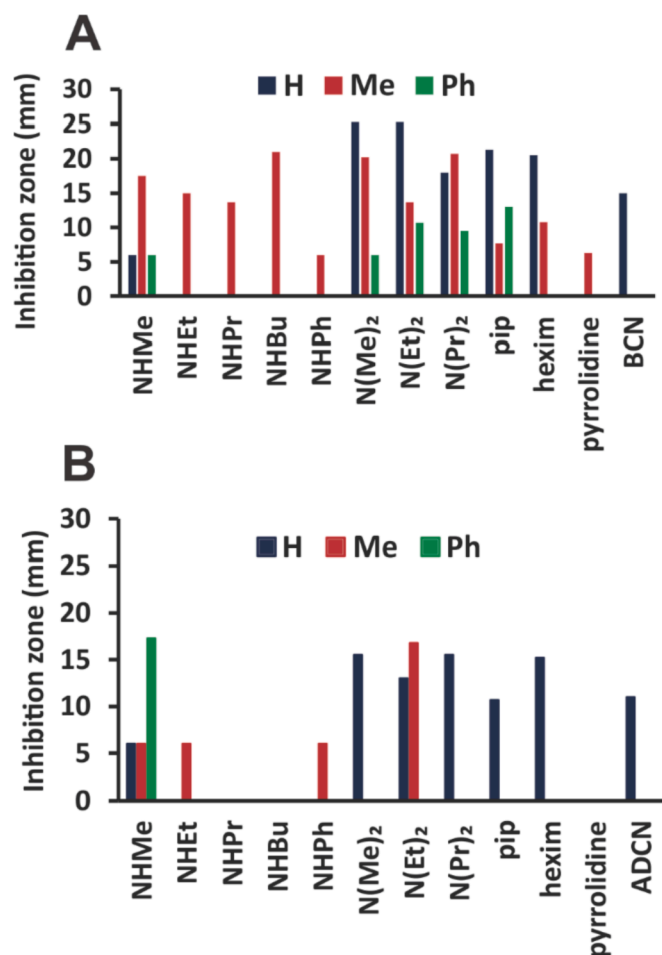 A
Inhibition zone (mm)
H Me Ph
30
25
20
15
10
5
0
NHMe
NHEt
NHPr
NHBu
NHPh
N(Me)₂
N(Et)₂
N(Pr)₂
pip
hexim
pyrrolidine
BCN
B
Inhibition zone (mm)
H Me Ph
30
25
20
15
10
5
0
NHMe
NHEt
NHPr
NHBu
NHPh
N(Me)₂
N(Et)₂
N(Pr)₂
pip
hexim
pyrrolidine
ADCN